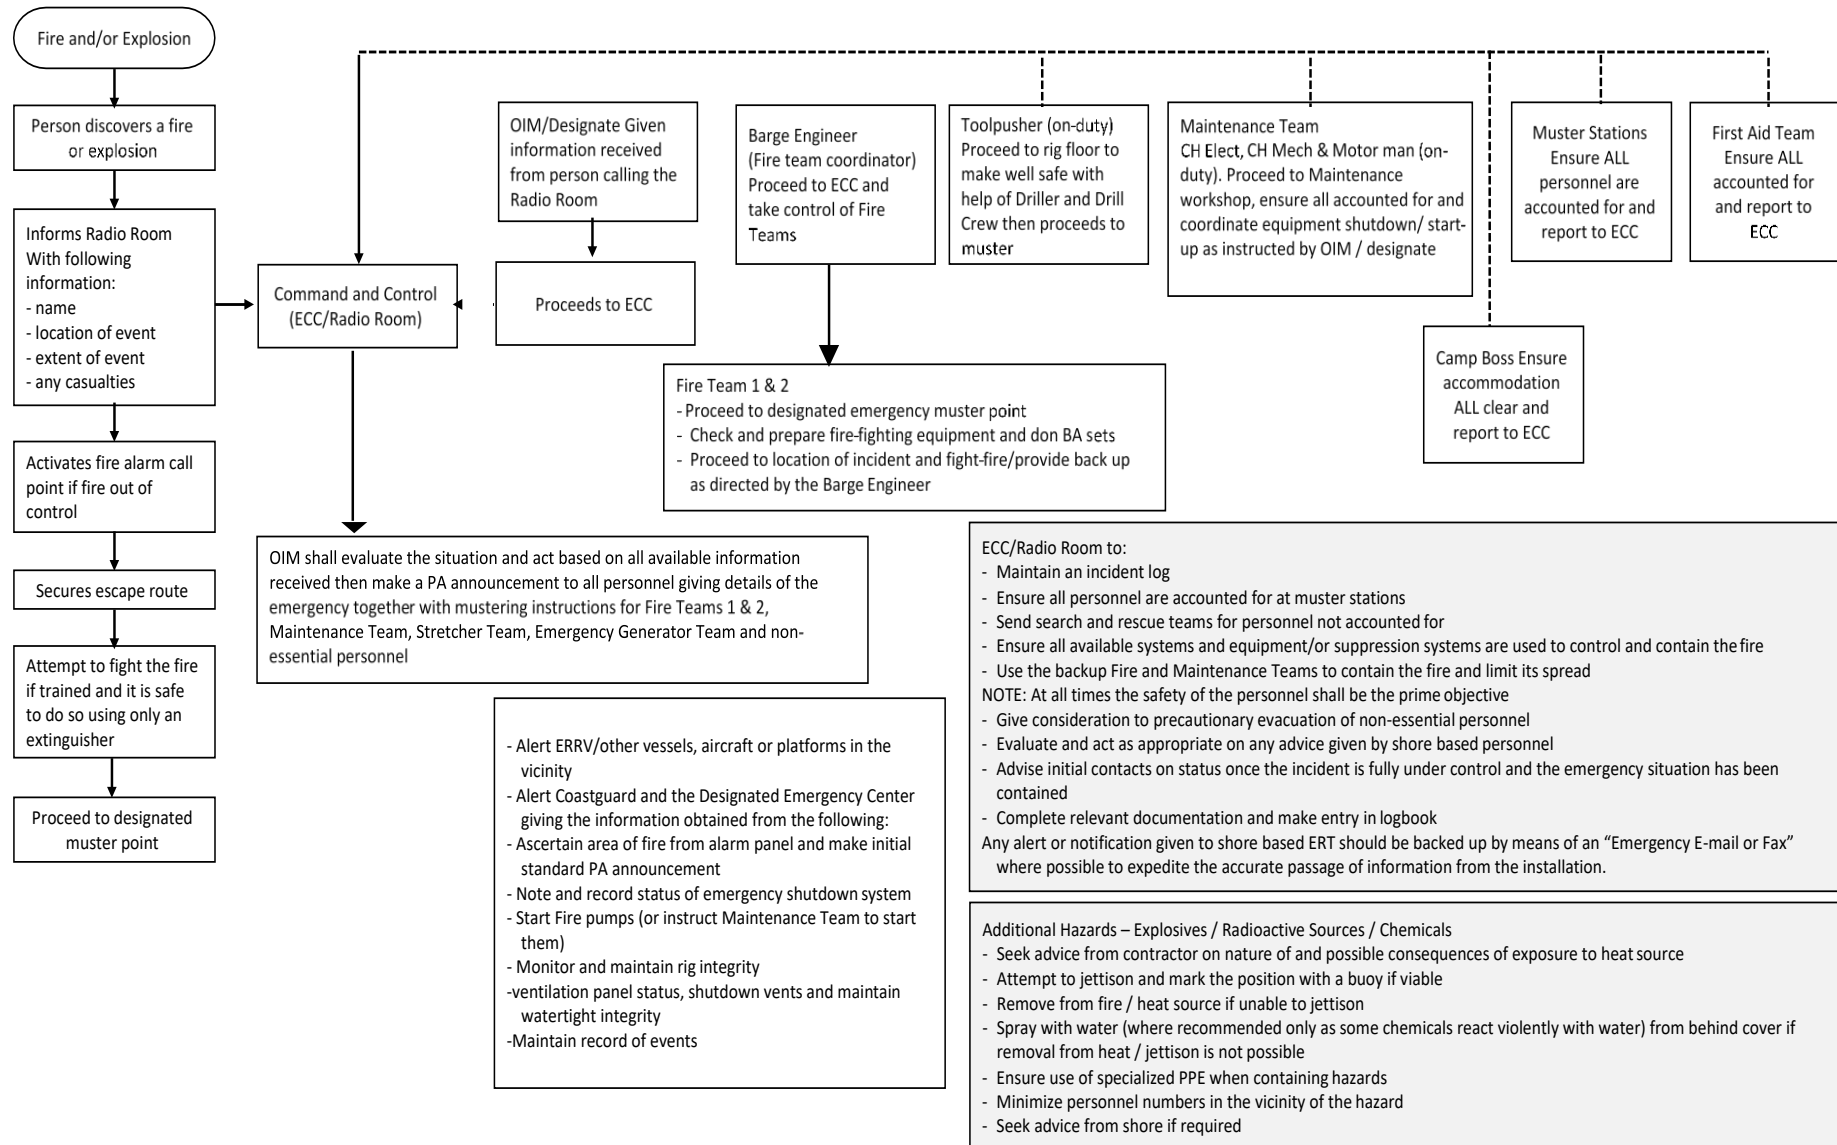 Fire and/or Explosion
Person discovers a fire
or explosion
Informs Radio Room
With following
information:
- name
- location of event
- extent of event
- any casualties
Activates fire alarm call
point if fire out of
control
Secures escape route
Attempt to fight the fire
if trained and it is safe
to do so using only an
extinguisher
Proceed to designated
muster point
Command and Control
(ECC/Radio Room)
OIM/Designate Given
information received
from person calling the
Radio Room
Proceeds to ECC
Barge Engineer
(Fire team coordinator)
Proceed to ECC and
take control of Fire
Teams
Toolpusher (on-duty)
Proceed to rig floor to
make well safe with
help of Driller and Drill
Crew then proceeds to
muster
Maintenance Team
CH Elect, CH Mech & Motor man (on-
duty). Proceed to Maintenance
workshop, ensure all accounted for and
coordinate equipment shutdown/ start-
up as instructed by OIM / designate
Muster Stations
Ensure ALL
personnel are
accounted for and
report to ECC
First Aid Team
Ensure ALL
accounted for
and report to
ECC
Camp Boss Ensure
accommodation
ALL clear and
report to ECC
Fire Team 1 & 2
- Proceed to designated emergency muster point
- Check and prepare fire-fighting equipment and don BA sets
- Proceed to location of incident and fight-fire/provide back up
as directed by the Barge Engineer
OIM shall evaluate the situation and act based on all available information
received then make a PA announcement to all personnel giving details of the
emergency together with mustering instructions for Fire Teams 1 & 2,
Maintenance Team, Stretcher Team, Emergency Generator Team and non-
essential personnel
- Alert ERRV/other vessels, aircraft or platforms in the
vicinity
- Alert Coastguard and the Designated Emergency Center
giving the information obtained from the following:
- Ascertain area of fire from alarm panel and make initial
standard PA announcement
- Note and record status of emergency shutdown system
- Start Fire pumps (or instruct Maintenance Team to start
them)
- Monitor and maintain rig integrity
-ventilation panel status, shutdown vents and maintain
watertight integrity
-Maintain record of events
ECC/Radio Room to:
- Maintain an incident log
- Ensure all personnel are accounted for at muster stations
- Send search and rescue teams for personnel not accounted for
- Ensure all available systems and equipment/or suppression systems are used to control and contain the fire
- Use the backup Fire and Maintenance Teams to contain the fire and limit its spread
NOTE: At all times the safety of the personnel shall be the prime objective
- Give consideration to precautionary evacuation of non-essential personnel
- Evaluate and act as appropriate on any advice given by shore based personnel
- Advise initial contacts on status once the incident is fully under control and the emergency situation has been
contained
- Complete relevant documentation and make entry in logbook
Any alert or notification given to shore based ERT should be backed up by means of an “Emergency E-mail or Fax”
where possible to expedite the accurate passage of information from the installation.
Additional Hazards – Explosives / Radioactive Sources / Chemicals
- Seek advice from contractor on nature of and possible consequences of exposure to heat source
- Attempt to jettison and mark the position with a buoy if viable
- Remove from fire / heat source if unable to jettison
- Spray with water (where recommended only as some chemicals react violently with water) from behind cover if
removal from heat / jettison is not possible
- Ensure use of specialized PPE when containing hazards
- Minimize personnel numbers in the vicinity of the hazard
- Seek advice from shore if required